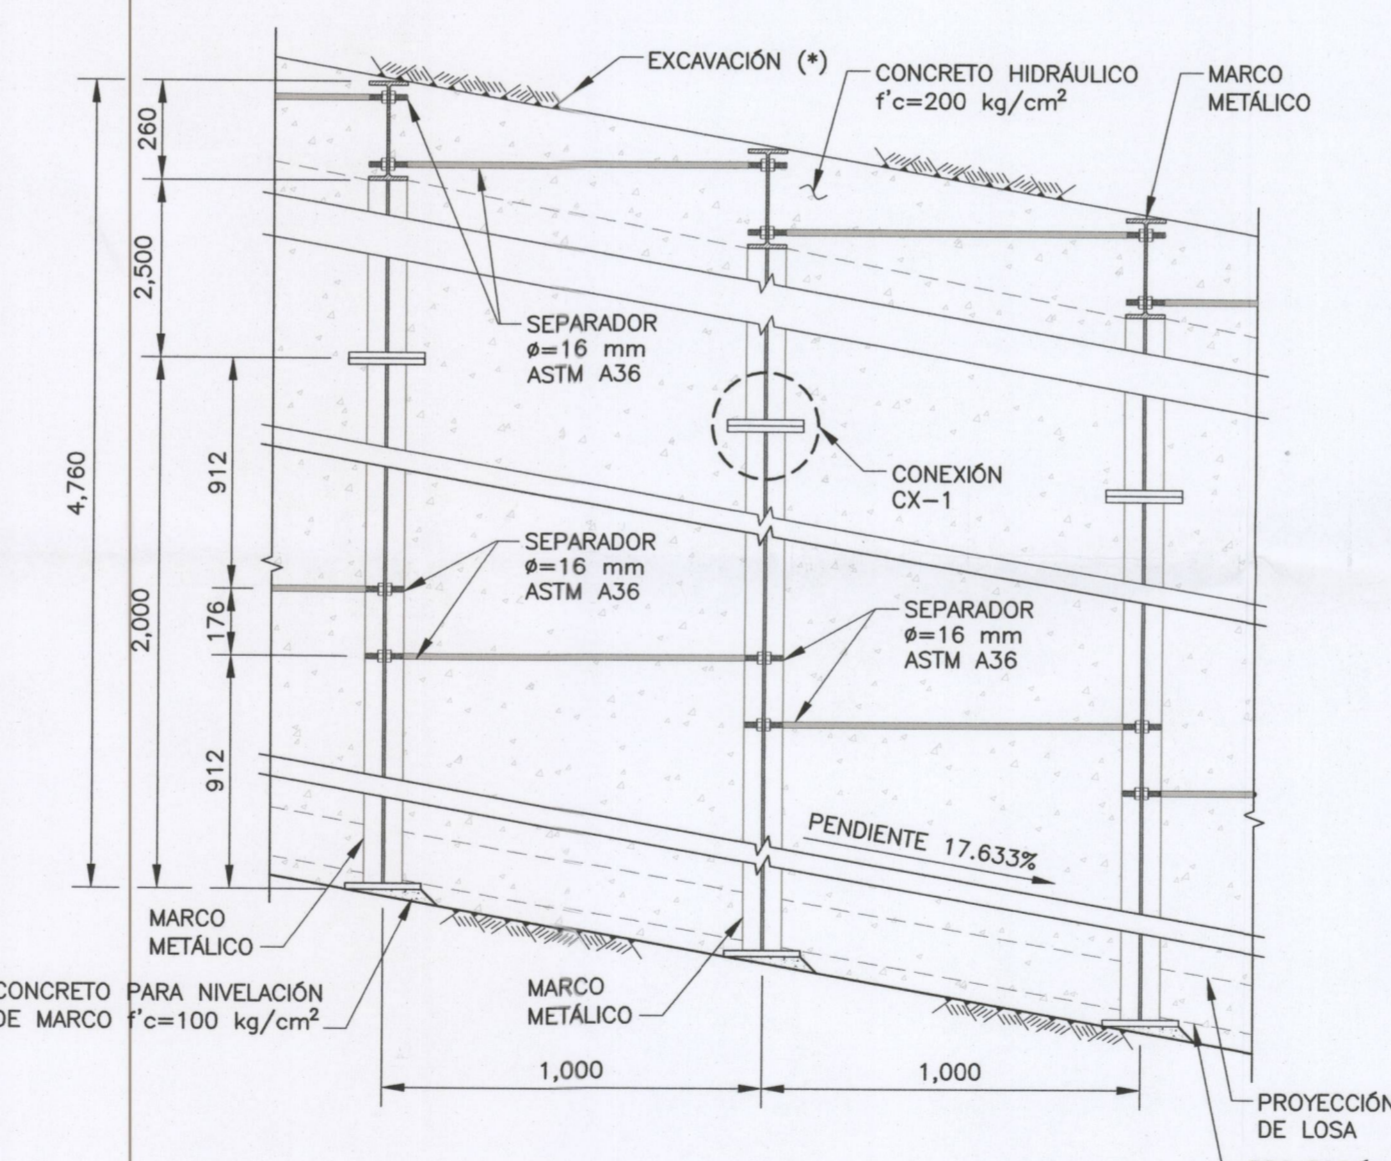 EXCAVACIÓN (*)
CONCRETO HIDRÁULICO
f'c=200 kg/cm²
MARCO
METÁLICO
260
2,500
4,760
2,000
912
176
912
SEPARADOR
ø=16 mm
ASTM A36
CONEXIÓN
CX-1
SEPARADOR
ø=16 mm
ASTM A36
SEPARADOR
ø=16 mm
ASTM A36
PENDIENTE 17.633%
MARCO
METÁLICO
CONCRETO PARA NIVELACIÓN
DE MARCO f'c=100 kg/cm²
MARCO
METÁLICO
1,000
1,000
PROYECCIÓN
DE LOSA